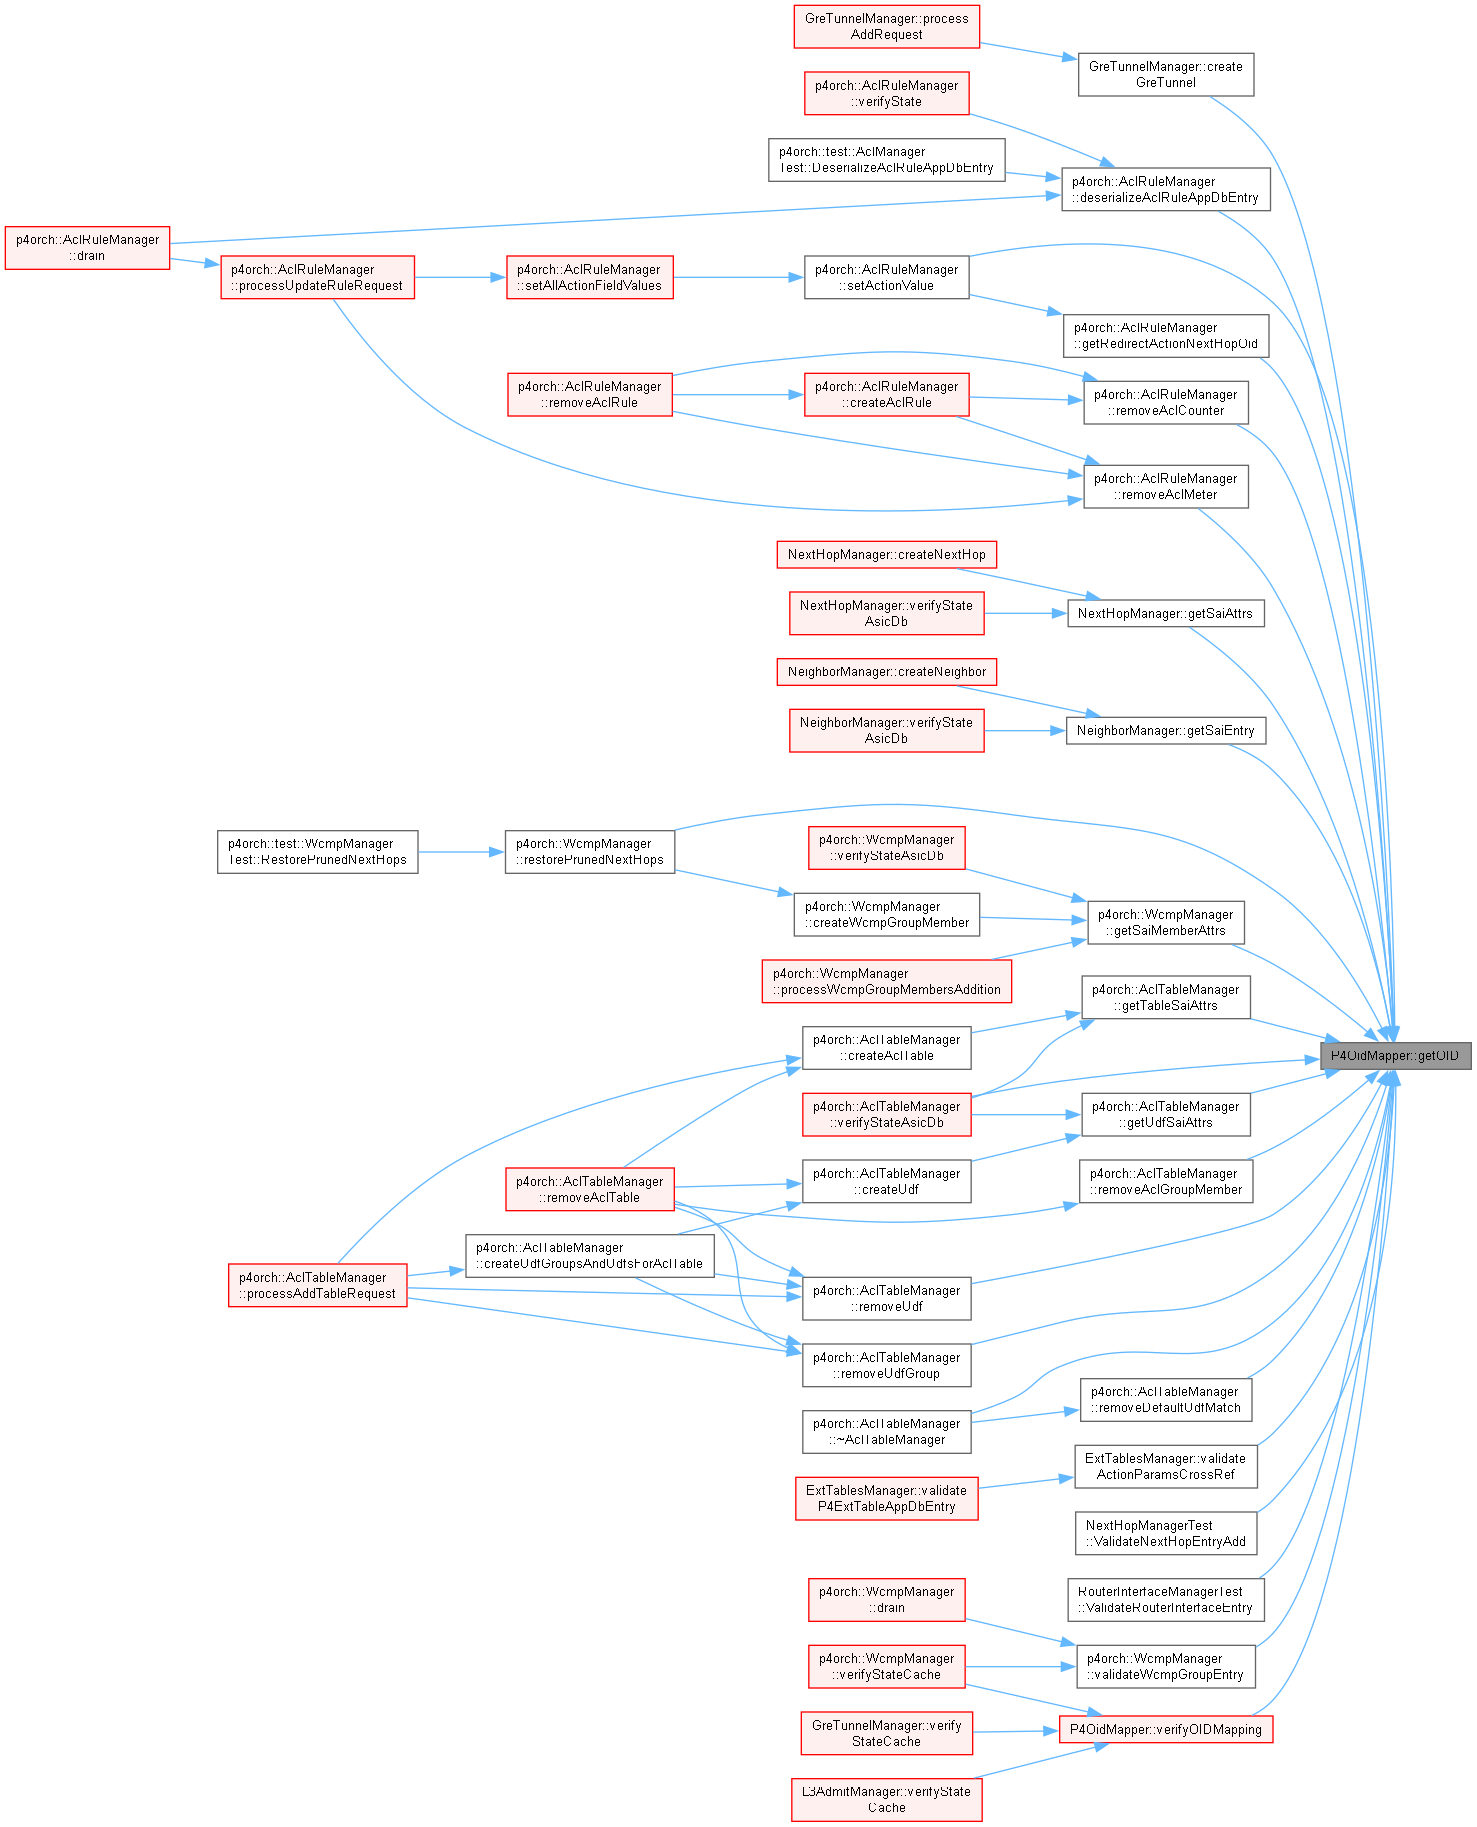 GreTunnelManager::process
AddRequest
GreTunnelManager::create
GreTunnel
p4orch::AclRuleManager
::verifyState
p4orch::test::AclManager
Test::DeserializeAclRuleAppDbEntry
p4orch::AclRuleManager
::deserializeAclRuleAppDbEntry
p4orch::AclRuleManager
::drain
p4orch::AclRuleManager
::processUpdateRuleRequest
p4orch::AclRuleManager
::setAllActionFieldValues
p4orch::AclRuleManager
::setActionValue
p4orch::AclRuleManager
::getRedirectActionNextHopOid
p4orch::AclRuleManager
::removeAclRule
p4orch::AclRuleManager
::createAclRule
p4orch::AclRuleManager
::removeAclCounter
p4orch::AclRuleManager
::removeAclMeter
NextHopManager::createNextHop
NextHopManager::verifyState
AsicDb
NextHopManager::getSaiAttrs
NeighborManager::createNeighbor
NeighborManager::verifyState
AsicDb
NeighborManager::getSaiEntry
p4orch::test::WcmpManager
Test::RestorePrunedNextHops
p4orch::WcmpManager
::restorePrunedNextHops
p4orch::WcmpManager
::verifyStateAsicDb
p4orch::WcmpManager
::createWcmpGroupMember
p4orch::WcmpManager
::getSaiMemberAttrs
p4orch::WcmpManager
::processWcmpGroupMembersAddition
p4orch::AclTableManager
::getTableSaiAttrs
p4orch::AclTableManager
::createAclTable
P4OidMapper::getOID
p4orch::AclTableManager
::verifyStateAsicDb
p4orch::AclTableManager
::getUdfSaiAttrs
p4orch::AclTableManager
::removeAclTable
p4orch::AclTableManager
::createUdf
p4orch::AclTableManager
::removeAclGroupMember
p4orch::AclTableManager
::createUdfGroupsAndUdfsForAclTable
p4orch::AclTableManager
::processAddTableRequest
p4orch::AclTableManager
::removeUdf
p4orch::AclTableManager
::removeUdfGroup
p4orch::AclTableManager
::removeDefaultUdfMatch
p4orch::AclTableManager
::~AclTableManager
ExtTablesManager::validate
ActionParamsCrossRef
ExtTablesManager::validate
P4ExtTableAppDbEntry
NextHopManagerTest
::ValidateNextHopEntryAdd
RouterInterfaceManagerTest
::ValidateRouterInterfaceEntry
p4orch::WcmpManager
::drain
p4orch::WcmpManager
::verifyStateCache
p4orch::WcmpManager
::validateWcmpGroupEntry
GreTunnelManager::verify
StateCache
P4OidMapper::verifyOIDMapping
L3AdmitManager::verifyState
Cache